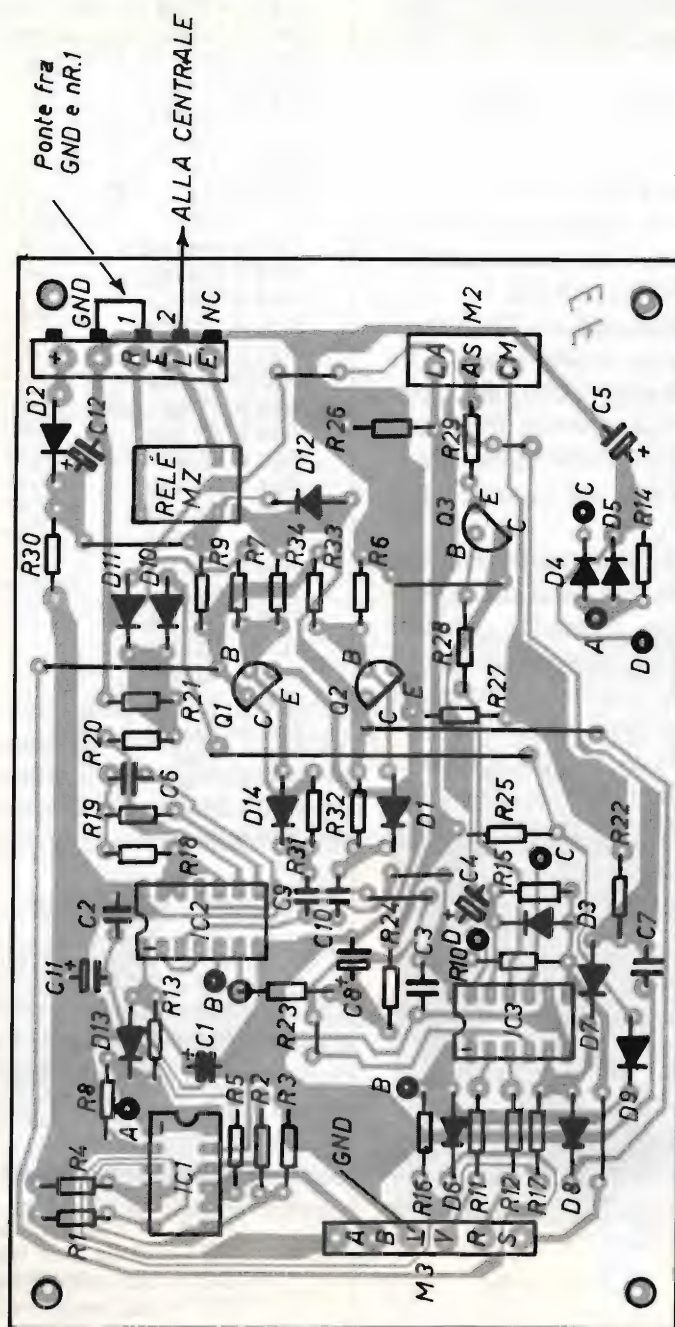 Ponte fra
GND e nR.1
ALLA CENTRALE
+
GND
R
1
E
L
2
E
NC
D2
C12
R30
RELÉ
MZ
D12
D11
D10
R9
R7
R34
R33
R6
R26
M2
LA
AS
CM
R29
Q3
B
E
C
R28
R27
C5
+
D4
C
D5
R14
A
D
R21
R20
C6
R19
R18
Q1
B
C
E
Q2
B
C
E
D14
R31
R32
D1
C2
IC2
C11
+
C9
C10
R25
C4
+
R15
C
R22
D13
R13
B
R23
C8
+
R24
C3
D
R10
D3
IC3
D7
C7
D9
R8
A
C1
+
R5
R2
R3
GND
B
R4
R1
IC1
R16
D6
R11
R12
R17
D8
M3
A
B
V
R
S